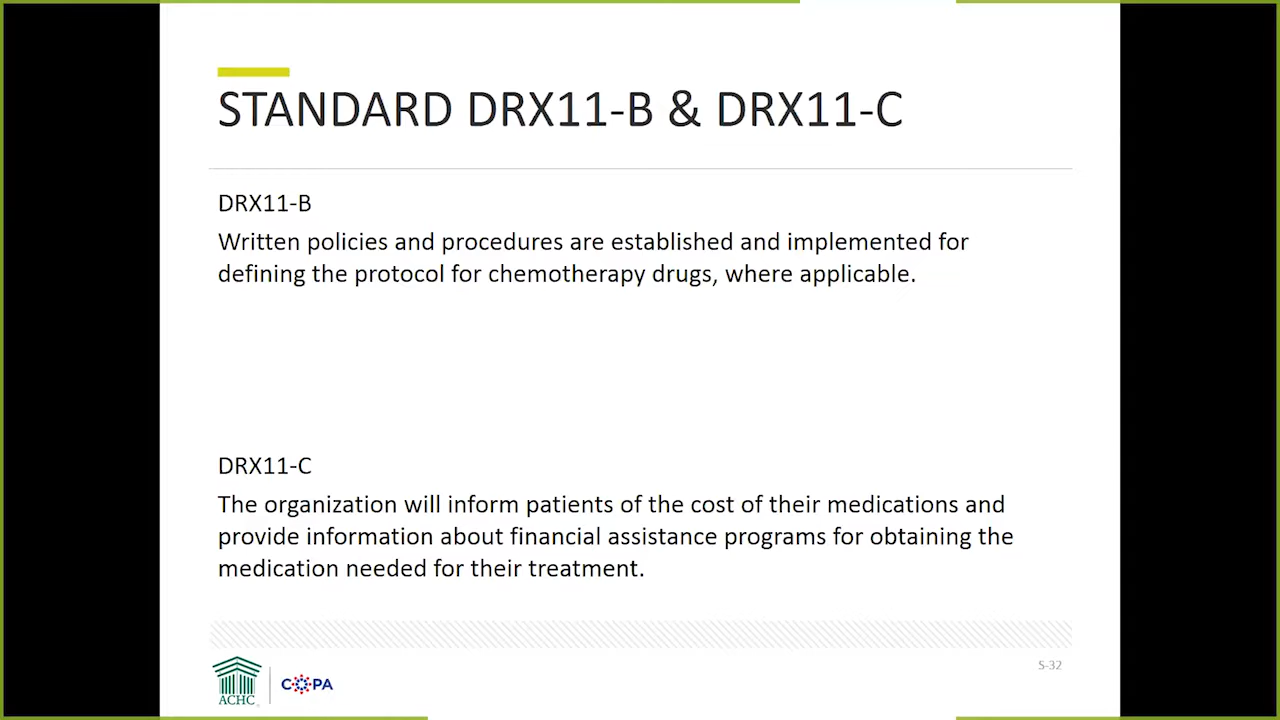 STANDARD DRX11-B & DRX11-C
DRX11-B
Written policies and procedures are established and implemented for
defining the protocol for chemotherapy drugs, where applicable.
DRX11-C
The organization will inform patients of the cost of their medications and
provide information about financial assistance programs for obtaining the
medication needed for their treatment.
S-32
ACHC
COPA